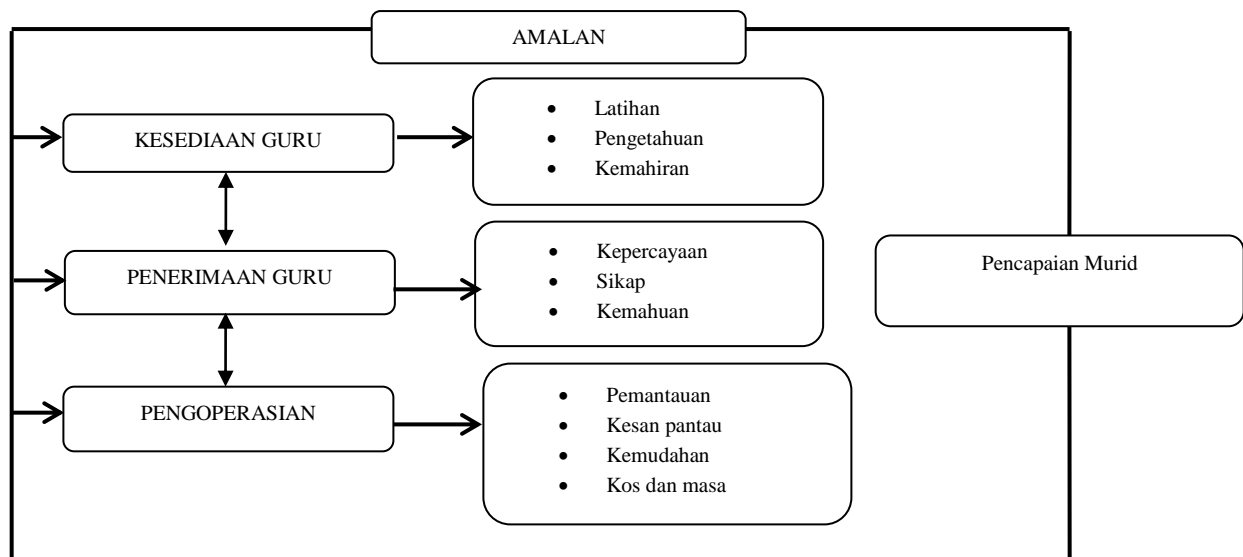 AMALAN
KESEDIAAN GURU
• Latihan
• Pengetahuan
• Kemahiran
PENERIMAAN GURU
• Kepercayaan
• Sikap
• Kemahuan
Pencapaian Murid
PENGOPERASIAN
• Pemantauan
• Kesan pantau
• Kemudahan
• Kos dan masa